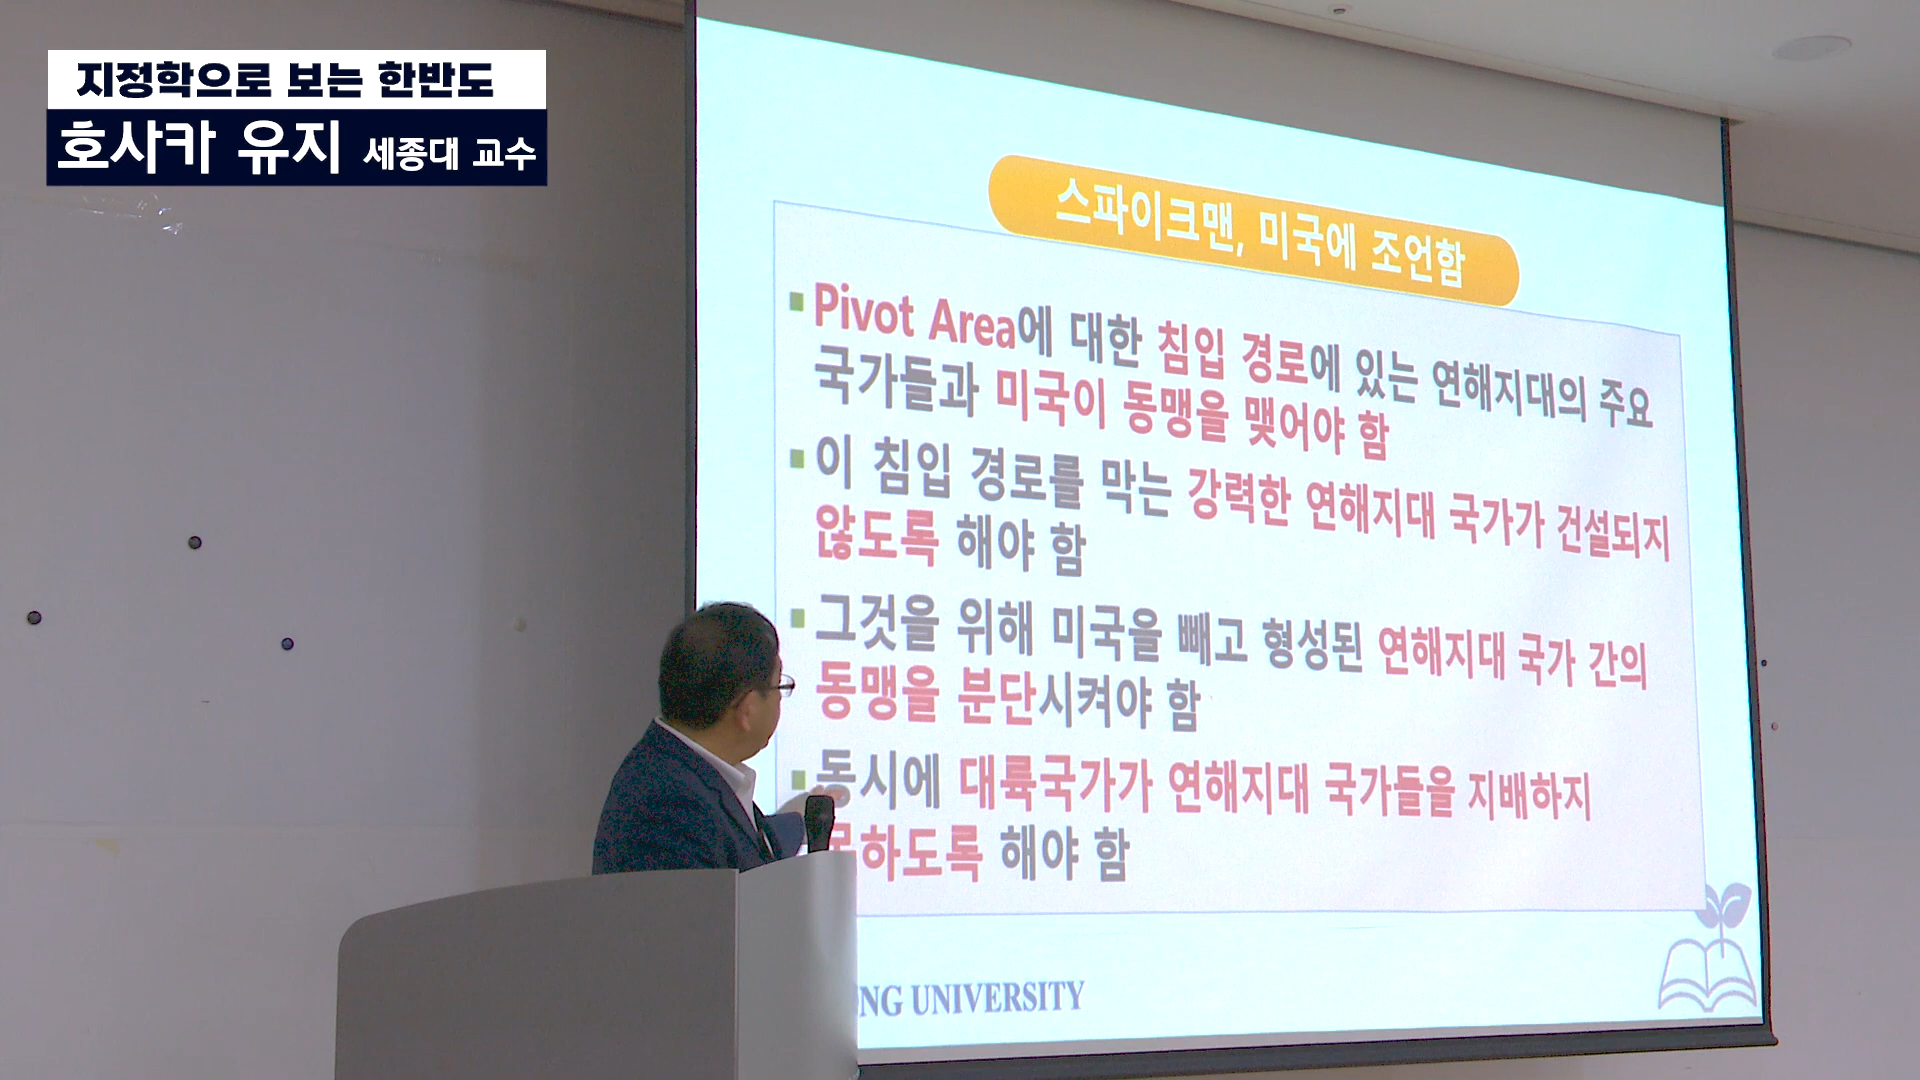 지정학으로 보는 한반도
호사카 유지 세종대 교수
스파이크맨, 미국에 조언함
Pivot Area에 대한 침입 경로에 있는 연해지대의 주요
국가들과 미국이 동맹을 맺어야 함
이 침입 경로를 막는 강력한 연해지대 국가가 건설되지
않도록 해야 함
그것을 위해 미국을 빼고 형성된 연해지대 국가 간의
동맹을 분단시켜야 함
동시에 대륙국가가 연해지대 국가들을 지배하지
못하도록 해야 함
NG UNIVERSITY